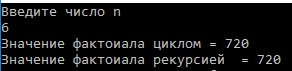 Введите число n
6
Значение фактоиала циклом = 720
Значение фактоиала рекурсией  = 720